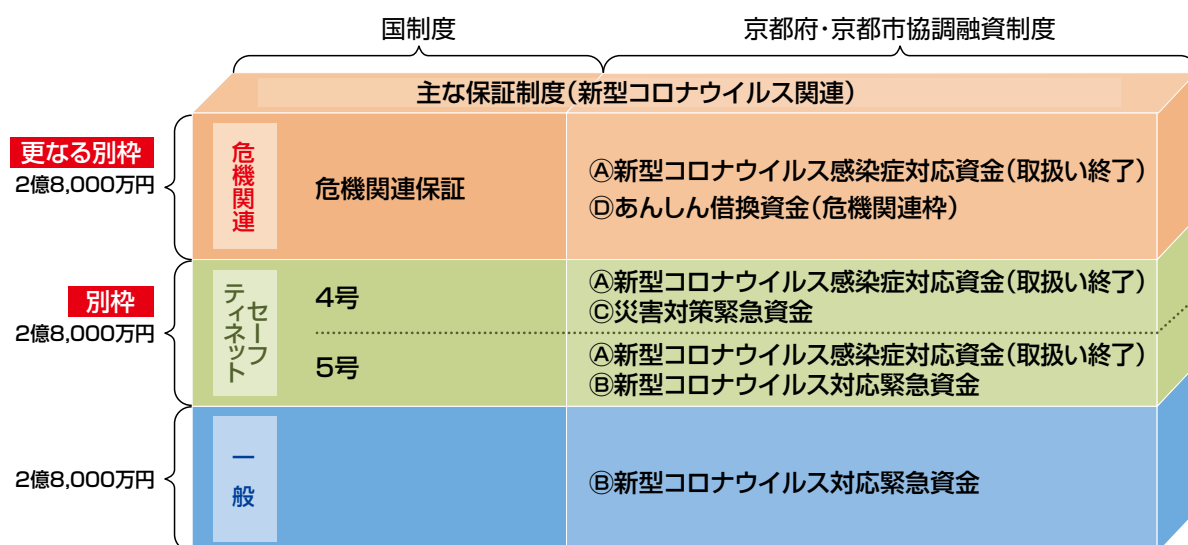 国制度
京都府・京都市協調融資制度
主な保証制度(新型コロナウイルス関連)
更なる別枠
2億8,000万円
危機関連
危機関連保証
Ⓐ新型コロナウイルス感染症対応資金(取扱い終了)
Ⓓあんしん借換資金(危機関連枠)
別枠
2億8,000万円
セーフ
ティネット
4号
Ⓐ新型コロナウイルス感染症対応資金(取扱い終了)
Ⓒ災害対策緊急資金
5号
Ⓐ新型コロナウイルス感染症対応資金(取扱い終了)
Ⓑ新型コロナウイルス対応緊急資金
2億8,000万円
一般
Ⓑ新型コロナウイルス対応緊急資金